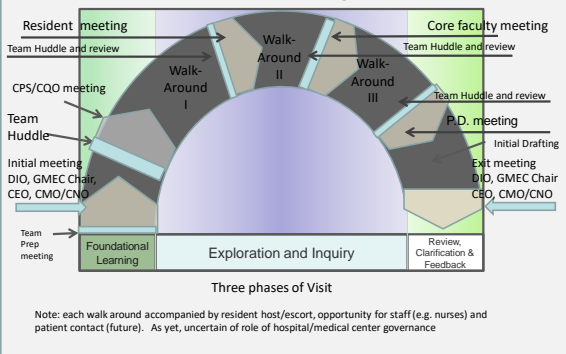 Resident meeting
Core faculty meeting
Team Huddle and review
Team Huddle and review
Walk-
Around
II
Walk-
Around
I
Walk-
Around
III
CPS/CQO meeting
Team Huddle and review
Team
Huddle
P.D. meeting
Initial Drafting
Initial meeting
DIO, GMEC Chair,
CEO, CMO/CNO
Exit meeting
DIO, GMEC Chair
CEO, CMO/CNO
Team
Prep
meeting
Foundational
Learning
Exploration and Inquiry
Review,
Clarification &
Feedback
Three phases of Visit
Note: each walk around accompanied by resident host/escort, opportunity for staff (e.g. nurses) and
patient contact (future). As yet, uncertain of role of hospital/medical center governance